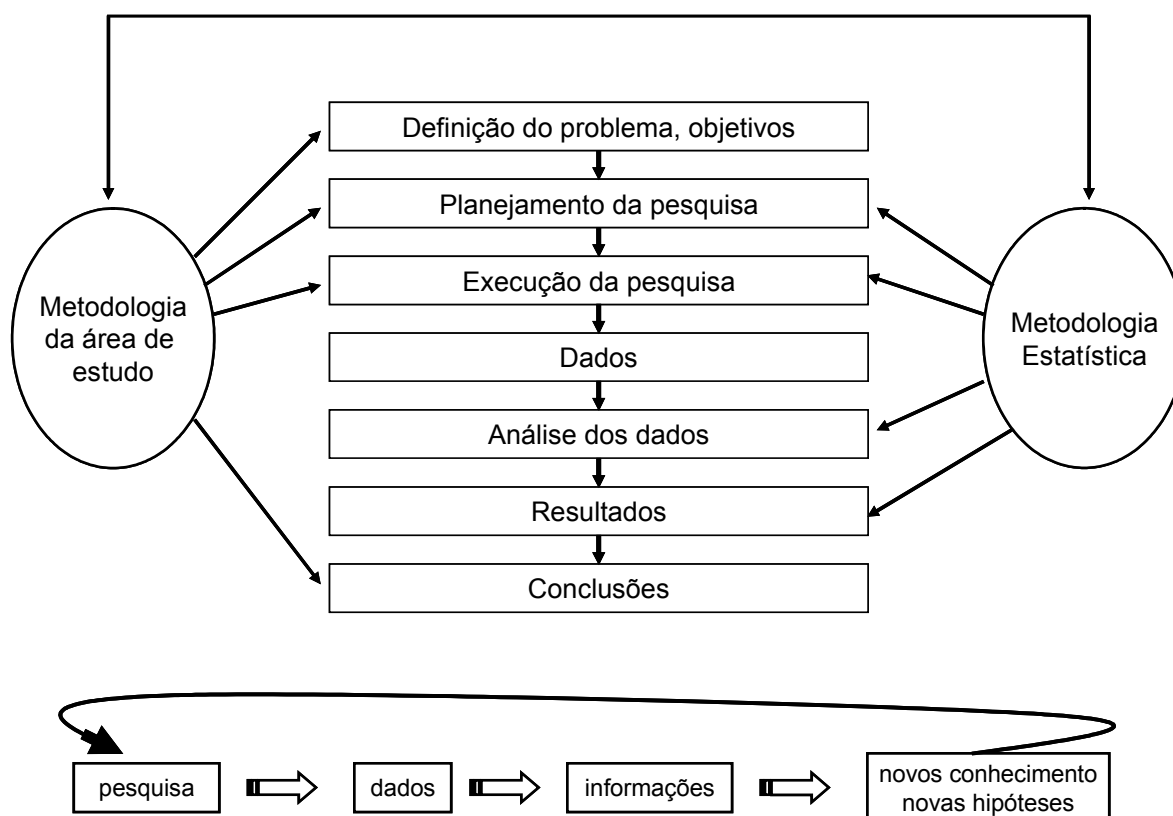 Definição do problema, objetivos
Planejamento da pesquisa
Execução da pesquisa
Metodologia
da área de
estudo
Metodologia
Estatística
Dados
Análise dos dados
Resultados
Conclusões
pesquisa
dados
informações
novos conhecimento
novas hipóteses